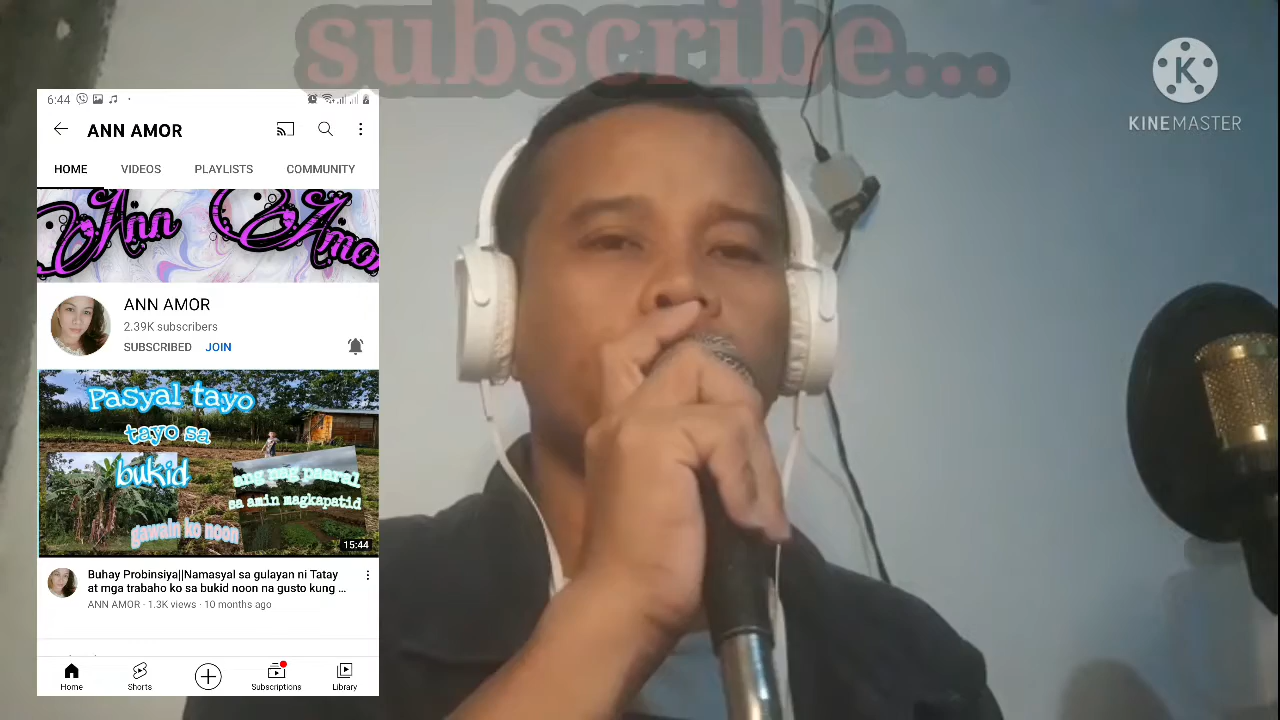 subscribe...
KINEMASTER
6:44
ANN AMOR
HOME VIDEOS PLAYLISTS COMMUNITY
Ann Amor
ANN AMOR
2.39K subscribers
SUBSCRIBED JOIN
Pasyal tayo
tayo sa
bukid
ang nag paaral
sa amin magkapatid
gawain ko noon
15:44
Buhay Probinsiya||Namasyal sa gulayan ni Tatay
at mga trabaho ko sa bukid noon na gusto kung ...
ANN AMOR · 1.3K views · 10 months ago
Home Shorts Subscriptions Library